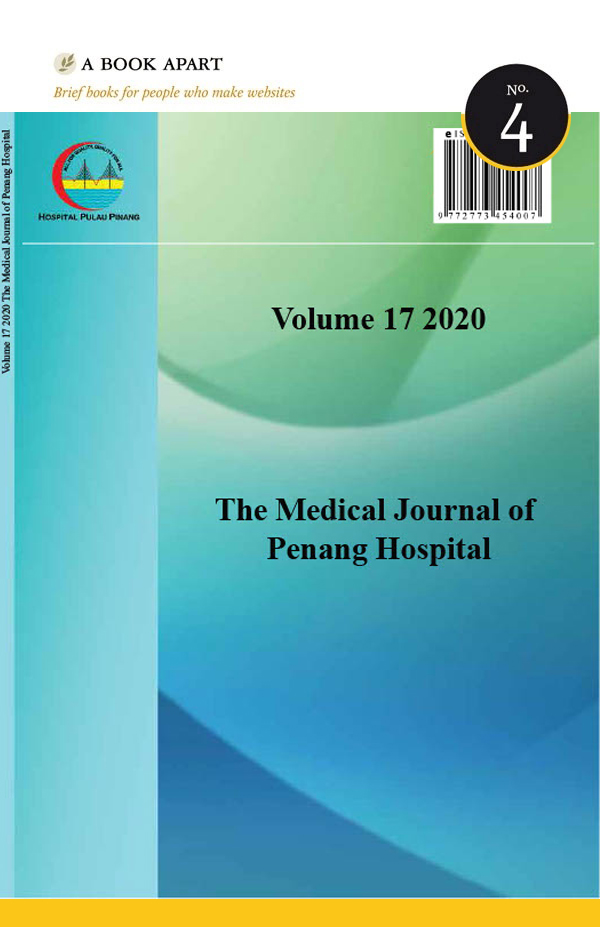 A BOOK APART
Brief books for people who make websites
No.
4
HOSPITAL PULAU PINANG
9 772773 454007
Volume 17 2020 The Medical Journal of Penang Hospital
Volume 17 2020
The Medical Journal of
Penang Hospital